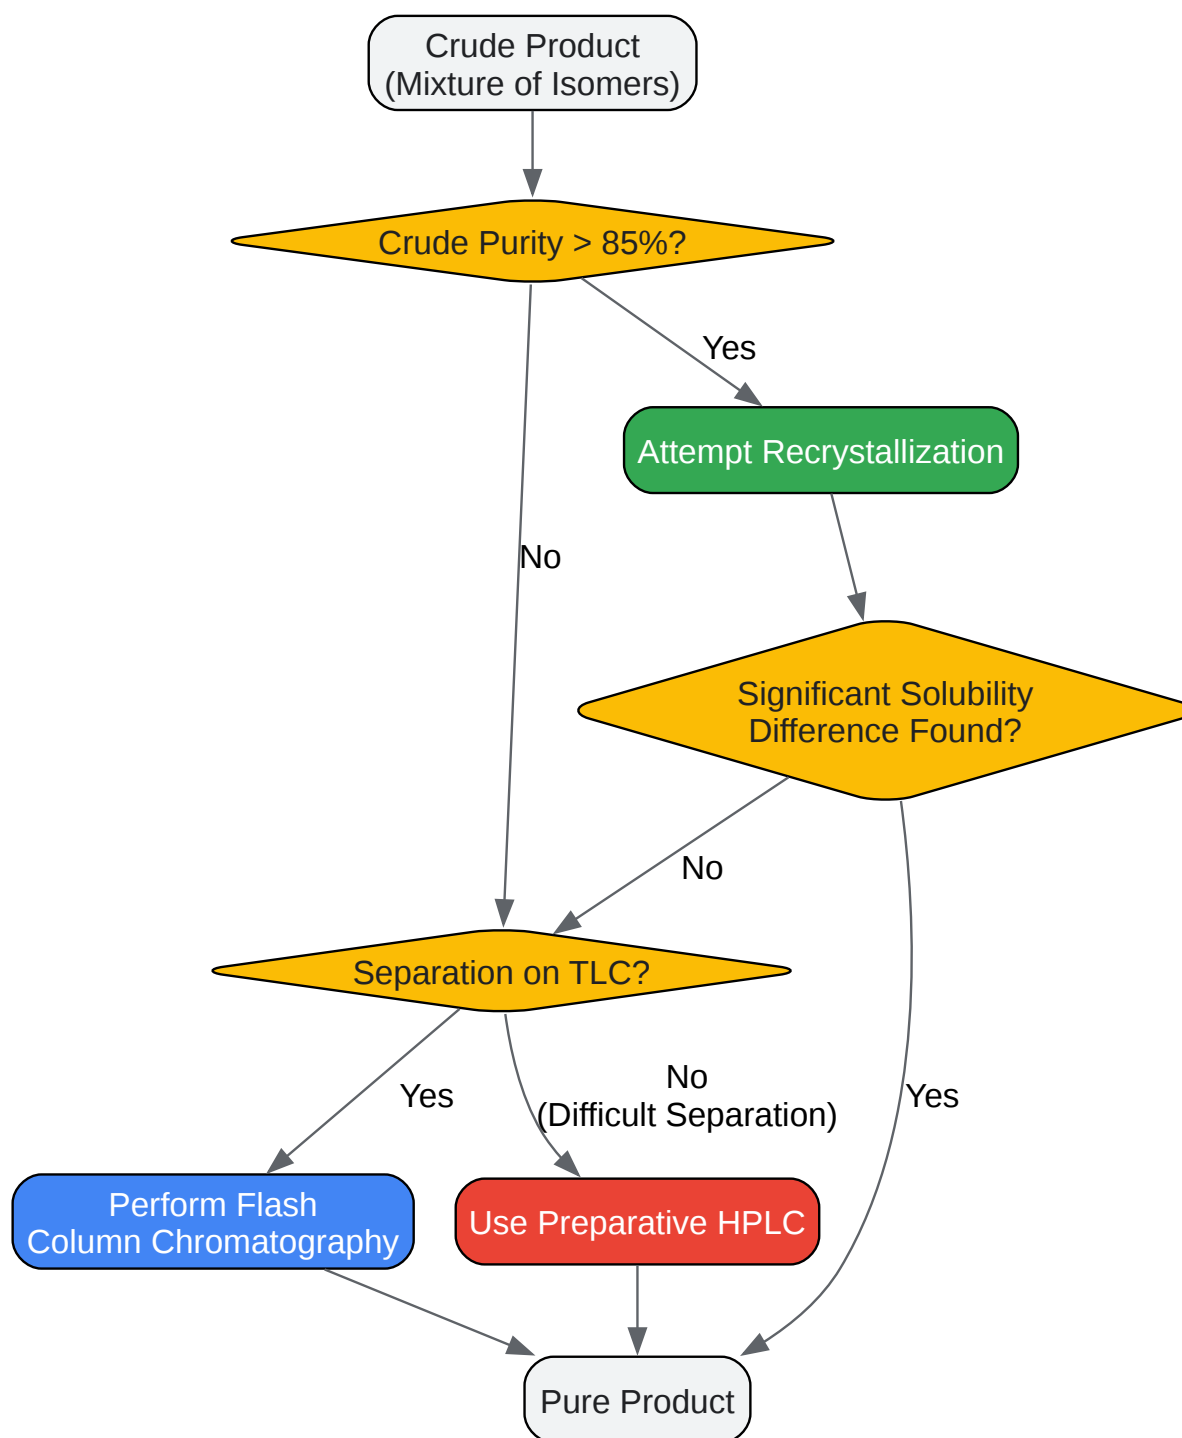 Crude Product
(Mixture of Isomers)
Crude Purity > 85%?
Yes
Attempt Recrystallization
No
Significant Solubility
Difference Found?
No
Separation on TLC?
Yes
No
(Difficult Separation)
Yes
Perform Flash
Column Chromatography
Use Preparative HPLC
Pure Product